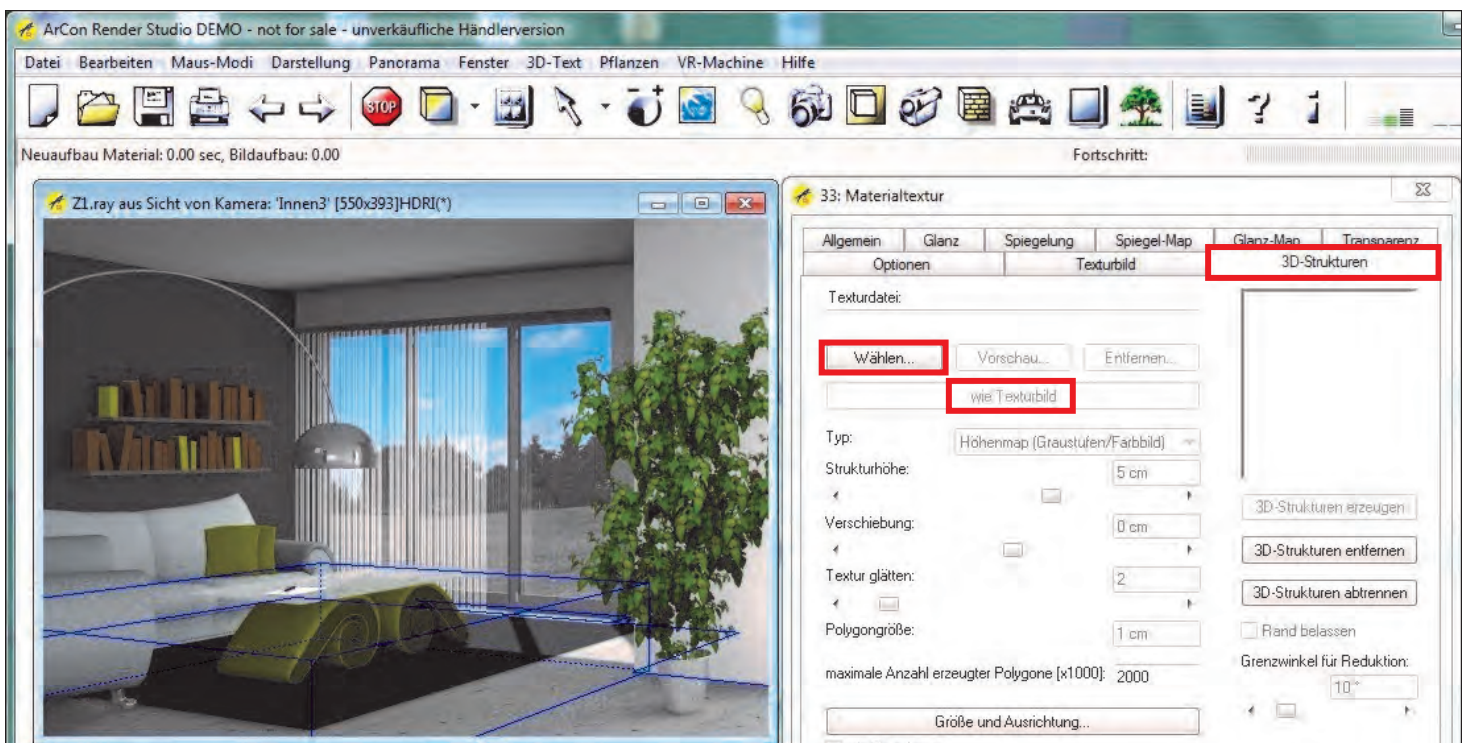 ArCon Render Studio DEMO - not for sale - unverkäufliche Händlerversion
Datei Bearbeiten Maus-Modi Darstellung Panorama Fenster 3D-Text Pflanzen VR-Machine Hilfe
STOP
Neuaufbau Material: 0.00 sec, Bildaufbau: 0.00
Fortschritt:
Z1.ray aus Sicht von Kamera: 'Innen3' [550x393]HDRI(*)
33: Materialtextur
Allgemein Glanz Spiegelung Spiegel-Map Glanz-Map Transparenz
Optionen Texturbild 3D-Strukturen
Texturdatei:
Wählen... Vorschau... Entfernen...
wie Texturbild
Typ: Höhenmap (Graustufen/Farbbild)
Strukturhöhe: 5 cm
Verschiebung: 0 cm
Textur glätten: 2
Polygongröße: 1 cm
maximale Anzahl erzeugter Polygone [x1000]: 2000
Größe und Ausrichtung...
3D-Strukturen erzeugen
3D-Strukturen entfernen
3D-Strukturen abtrennen
Rand belassen
Grenzwinkel für Reduktion:
10 °